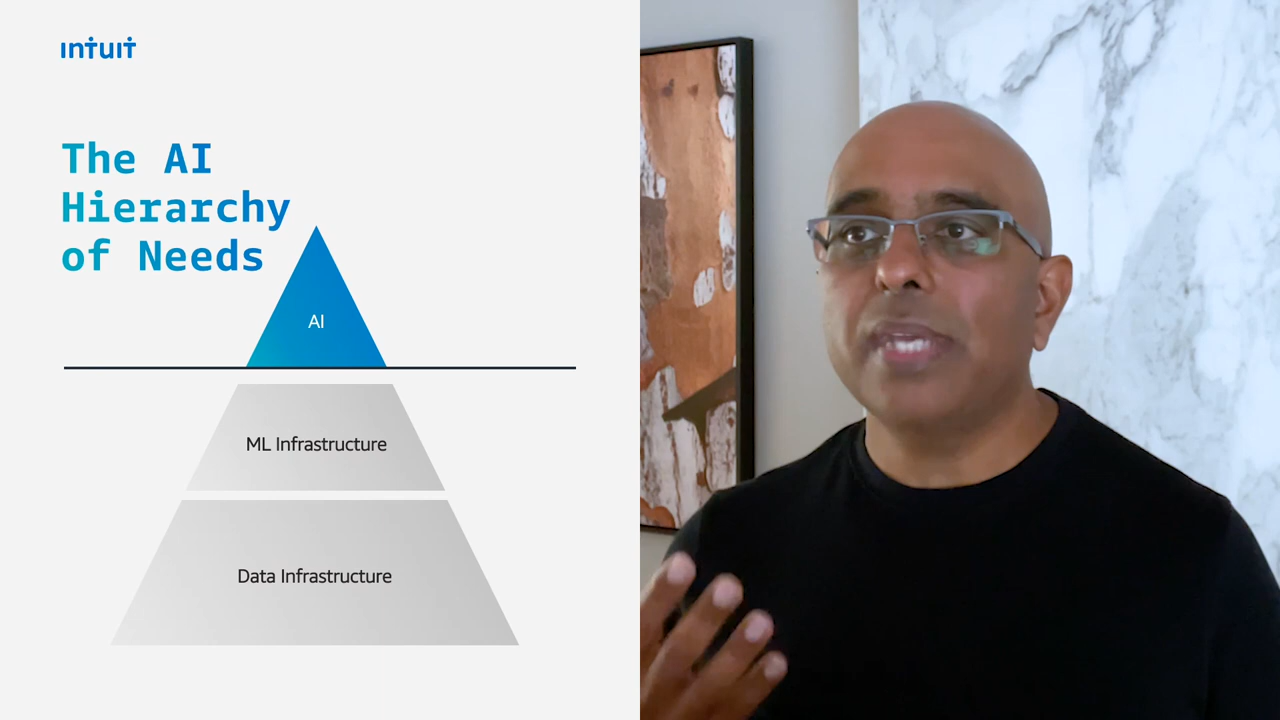 intuit
The AI
Hierarchy
of Needs
AI
ML Infrastructure
Data Infrastructure